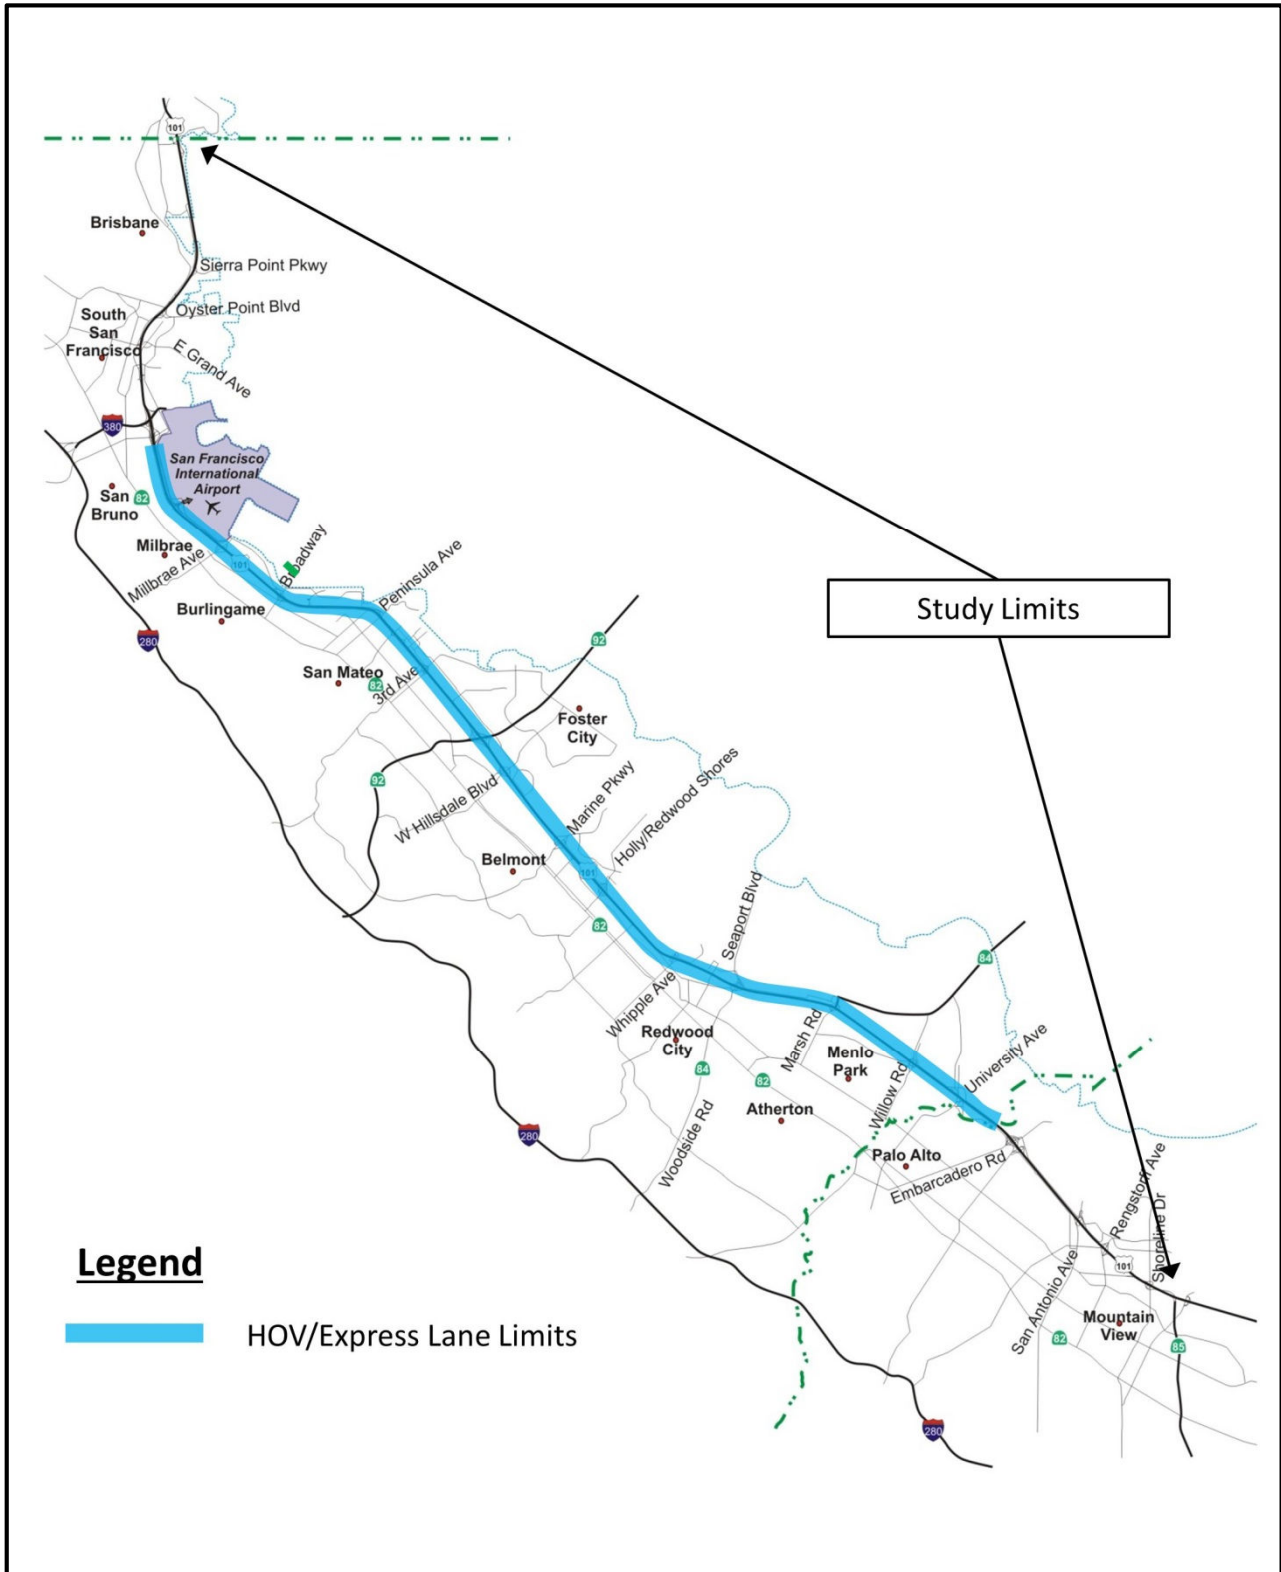 101
Brisbane
Sierra Point Pkwy
Oyster Point Blvd
South
San
Francisco
E Grand Ave
380
San Francisco
International
Airport
San
Bruno
82
Milbrae
Millbrae Ave
101
Broadway
Peninsula Ave
Burlingame
280
Study Limits
92
San Mateo
82
3rd Ave
Foster
City
92
W Hillsdale Blvd
Marine Pkwy
Holly/Redwood Shores
Belmont
101
82
Seaport Blvd
84
Whipple Ave
Redwood
City
Marsh Rd
Menlo
Park
Willow Rd
University Ave
84
82
Atherton
280
Woodside Rd
Palo Alto
Embarcadero Rd
Rengstorff Ave
Shoreline Dr
101
San Antonio Ave
Mountain
View
82
85
280
Legend
HOV/Express Lane Limits